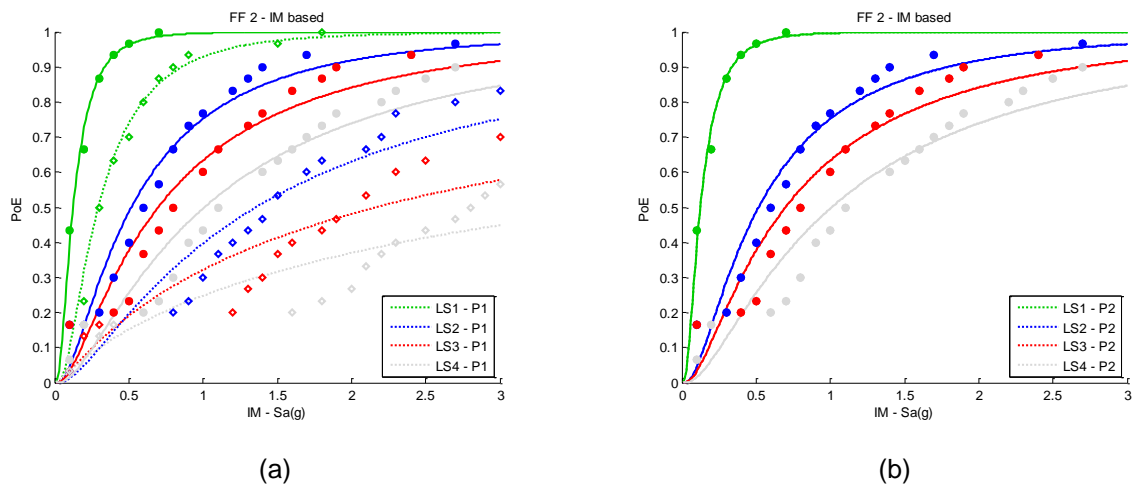 FF 2 - IM based
1
0.9
0.8
0.7
0.6
0.5
0.4
0.3
0.2
0.1
0
PoE
0 0.5 1 1.5 2 2.5 3
IM - Sa(g)
LS1 - P1
LS2 - P1
LS3 - P1
LS4 - P1
(a)
FF 2 - IM based
1
0.9
0.8
0.7
0.6
0.5
0.4
0.3
0.2
0.1
0
PoE
0 0.5 1 1.5 2 2.5 3
IM - Sa(g)
LS1 - P2
LS2 - P2
LS3 - P2
LS4 - P2
(b)